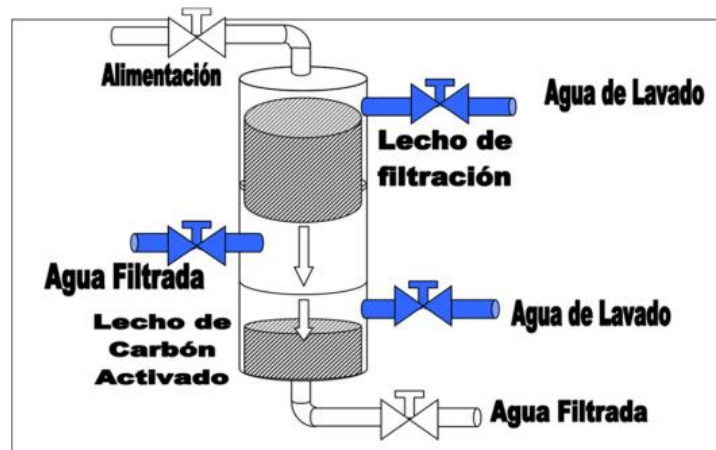 Alimentación
Agua de Lavado
Lecho de
filtración
Agua Filtrada
Lecho de
Carbón
Activado
Agua de Lavado
Agua Filtrada